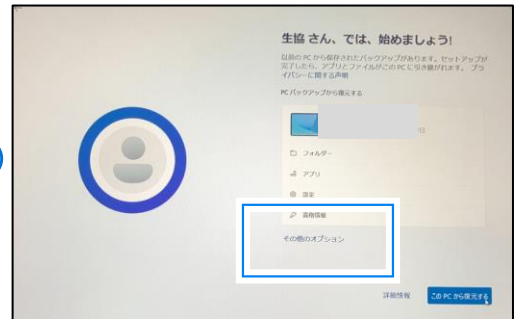 生協 さん、では、始めましょう!
以前の PC から保存されたバックアップがあります。セットアップが
完了したら、アプリとファイルがこの PC に引き継がれます。 プラ
イバシーに関する声明
PC バックアップから復元する
フォルダー
アプリ
設定
資格情報
その他のオプション
詳細情報 この PC から復元する